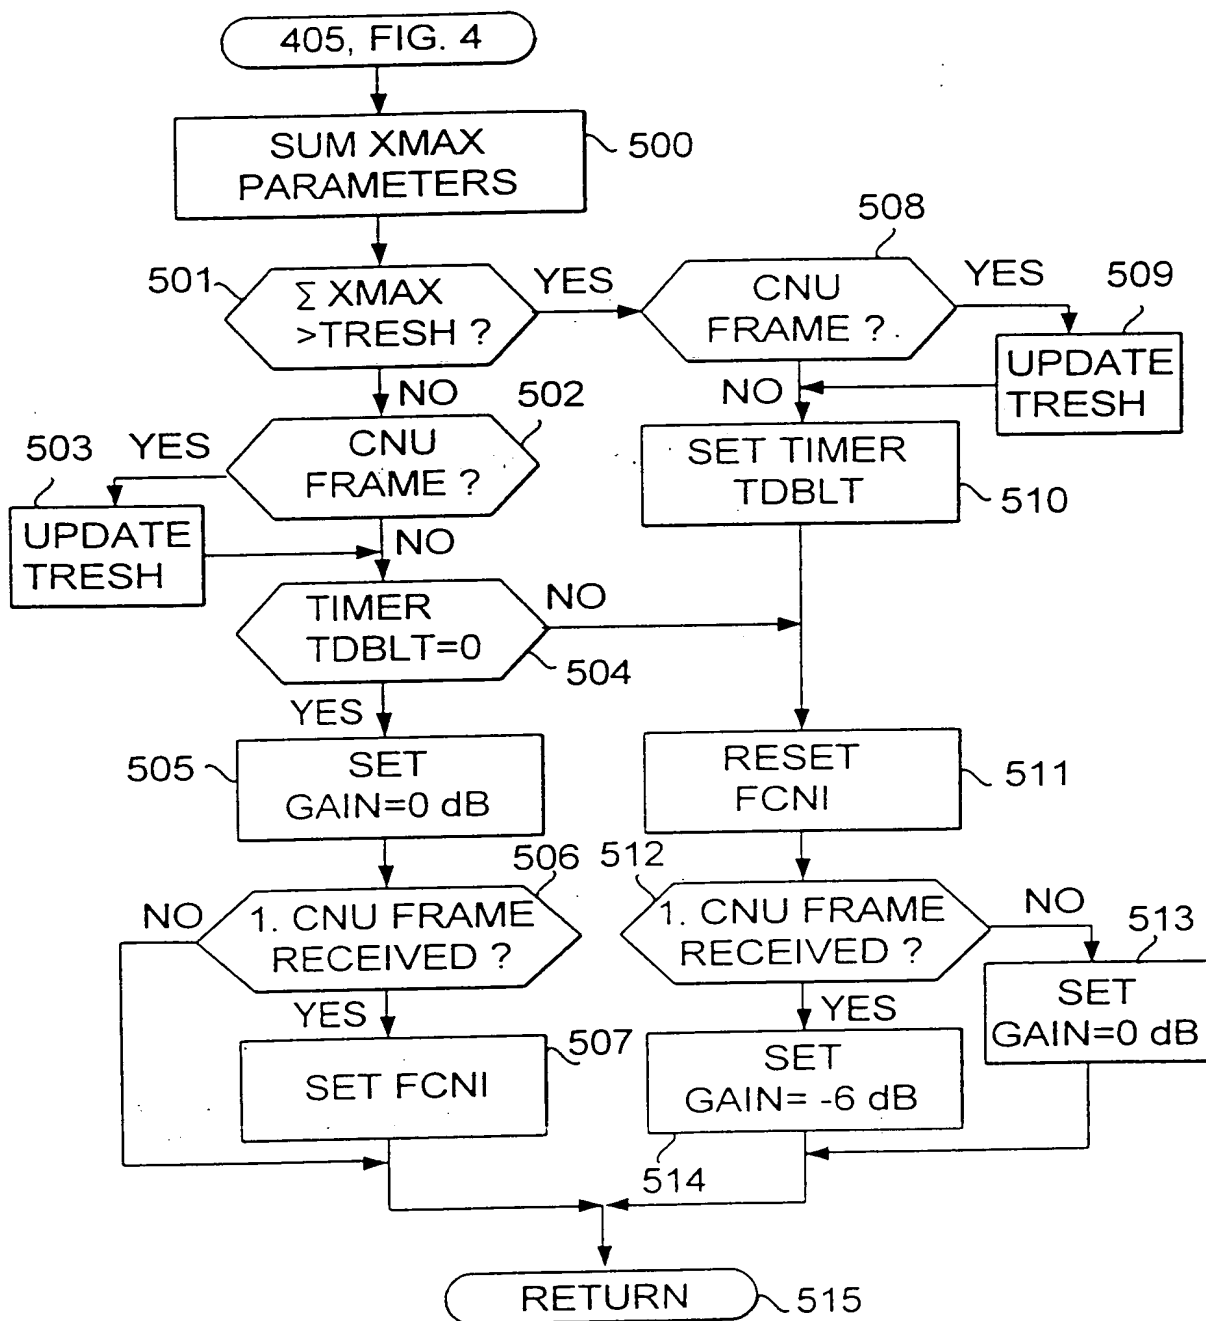 405, FIG. 4
SUM XMAX
PARAMETERS
500
501
Σ XMAX
>TRESH ?
YES
NO
508
CNU
FRAME ?
YES
509
UPDATE
TRESH
NO
502
CNU
FRAME ?
YES
503
UPDATE
TRESH
NO
SET TIMER
TDBLT
510
TIMER
TDBLT=0
NO
504
YES
505
SET
GAIN=0 dB
RESET
FCNI
511
506
1. CNU FRAME
RECEIVED ?
NO
YES
512
1. CNU FRAME
RECEIVED ?
NO
513
SET
GAIN=0 dB
YES
507
SET FCNI
SET
GAIN= -6 dB
514
RETURN
515